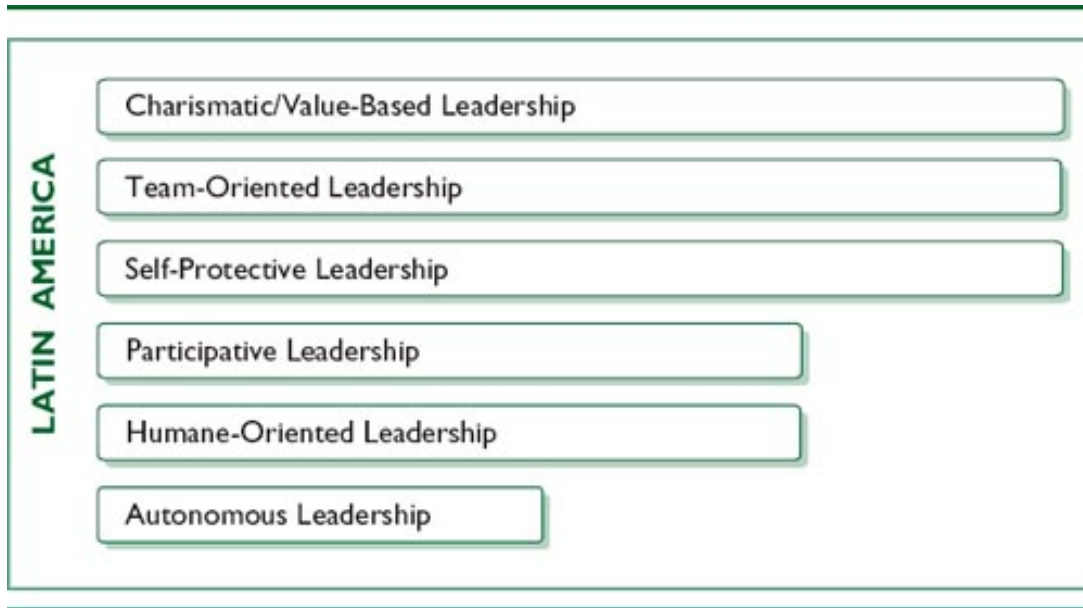 LATIN AMERICA
Charismatic/Value-Based Leadership
Team-Oriented Leadership
Self-Protective Leadership
Participative Leadership
Humane-Oriented Leadership
Autonomous Leadership